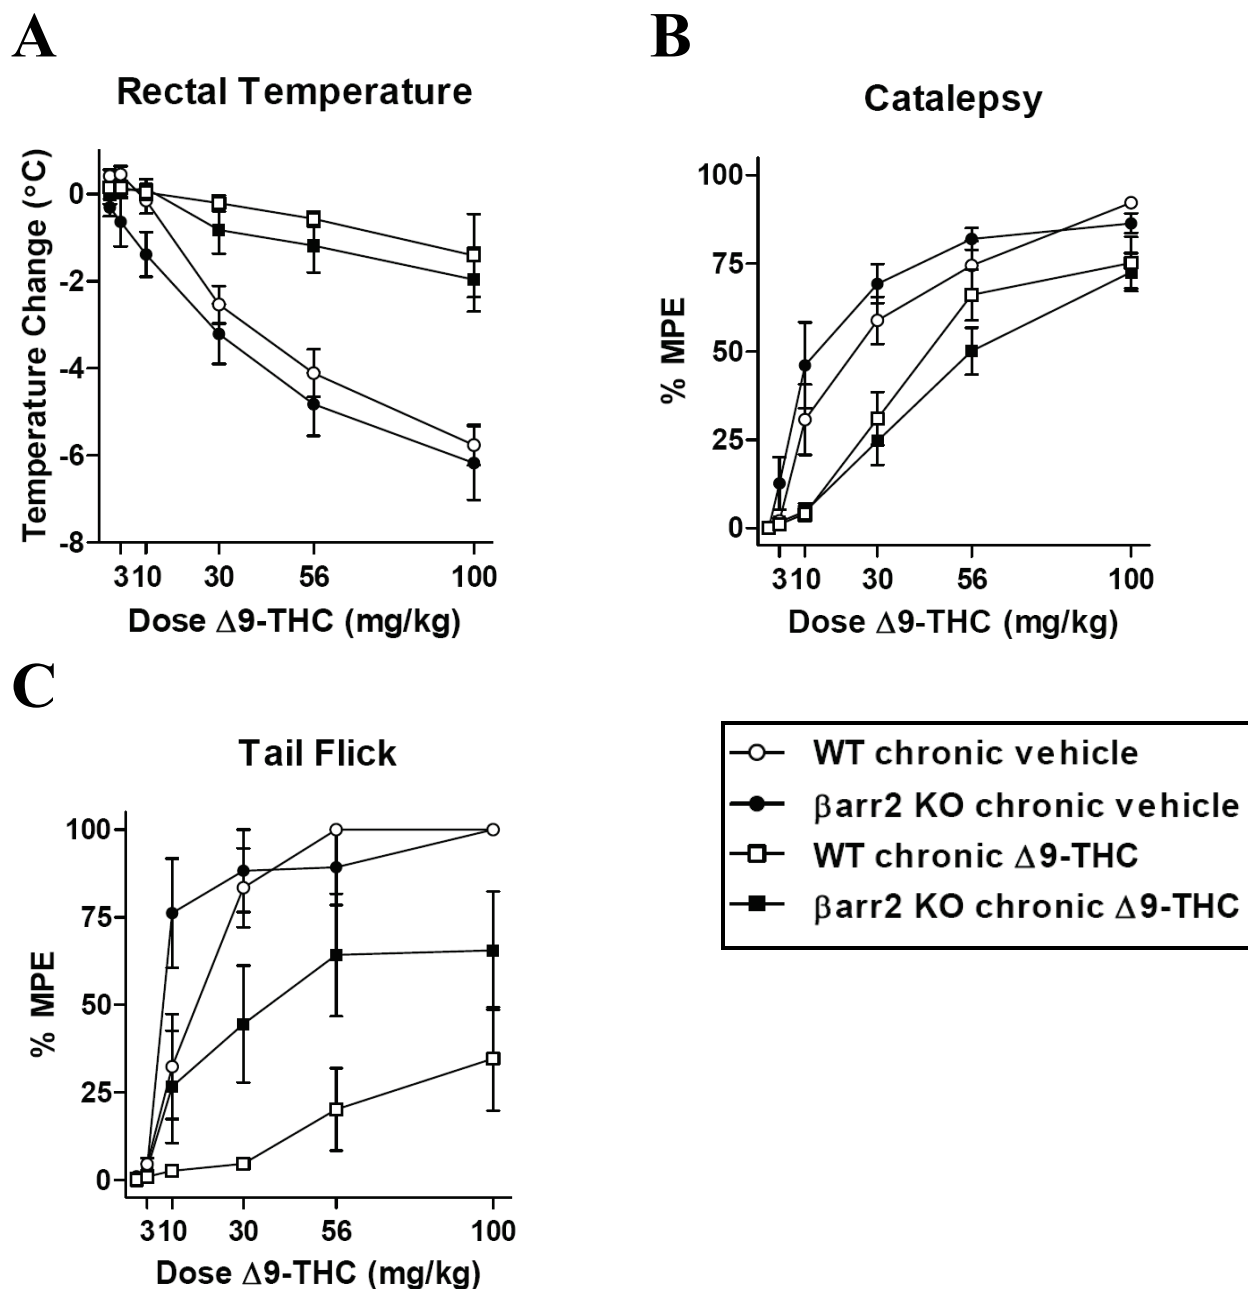 A
Rectal Temperature
Temperature Change (°C)
0
-2
-4
-6
-8
3 10 30 56 100
Dose Δ9-THC (mg/kg)
B
Catalepsy
% MPE
100
75
50
25
0
3 10 30 56 100
Dose Δ9-THC (mg/kg)
C
Tail Flick
% MPE
100
75
50
25
0
3 10 30 56 100
Dose Δ9-THC (mg/kg)
WT chronic vehicle
βarr2 KO chronic vehicle
WT chronic Δ9-THC
βarr2 KO chronic Δ9-THC